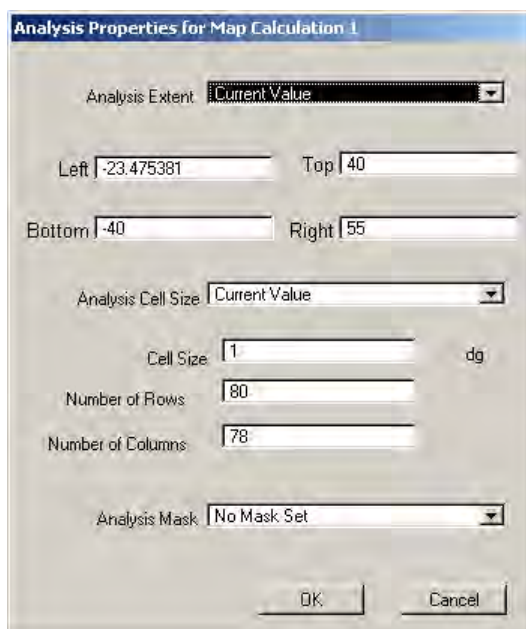 Analysis Properties for Map Calculation 1
Analysis Extent Current Value
Left -23.475381 Top 40
Bottom -40 Right 55
Analysis Cell Size Current Value
Cell Size 1 dg
Number of Rows 80
Number of Columns 78
Analysis Mask No Mask Set
OK Cancel